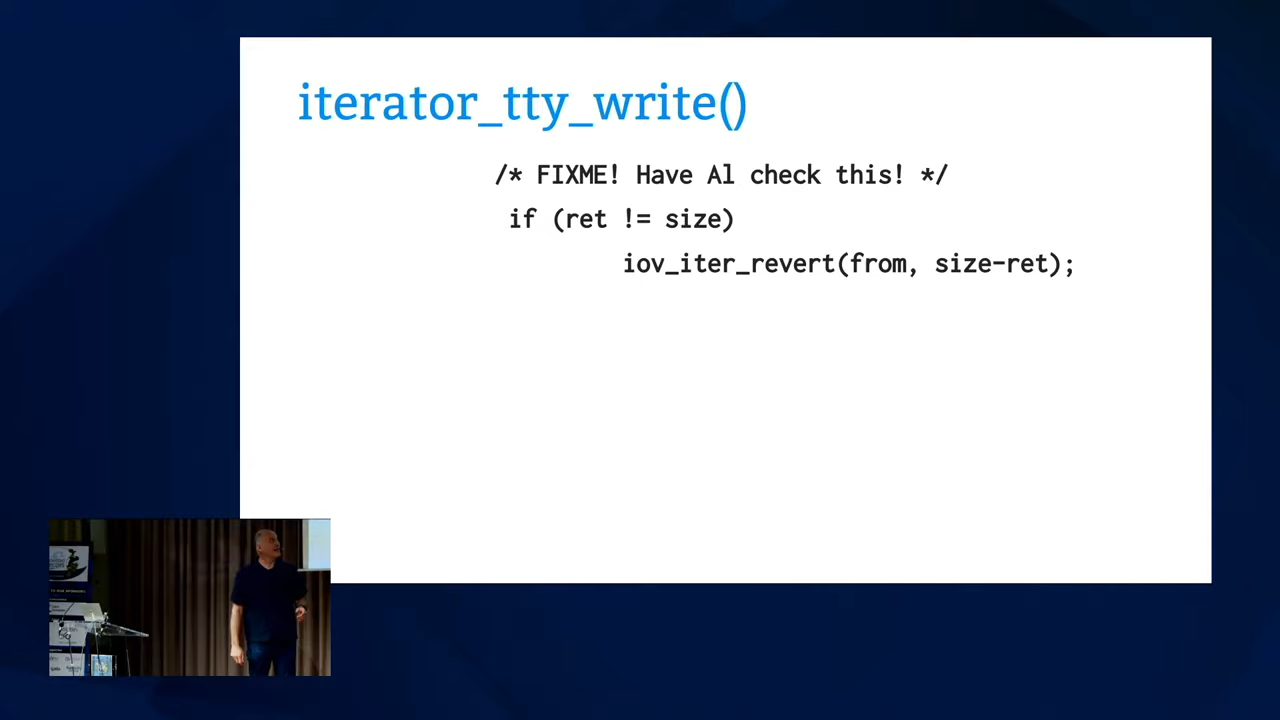 iterator_tty_write()
/* FIXME! Have Al check this! */
if (ret != size)
iov_iter_revert(from, size-ret);